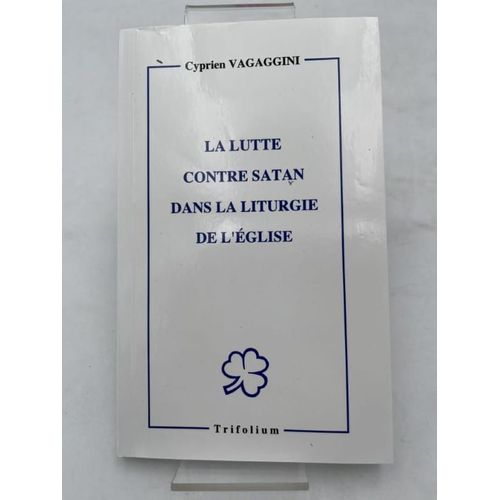 Cyprien VAGAGGINI
LA LUTTE
CONTRE SATAN
DANS LA LITURGIE
DE L'ÉGLISE
Trifolium